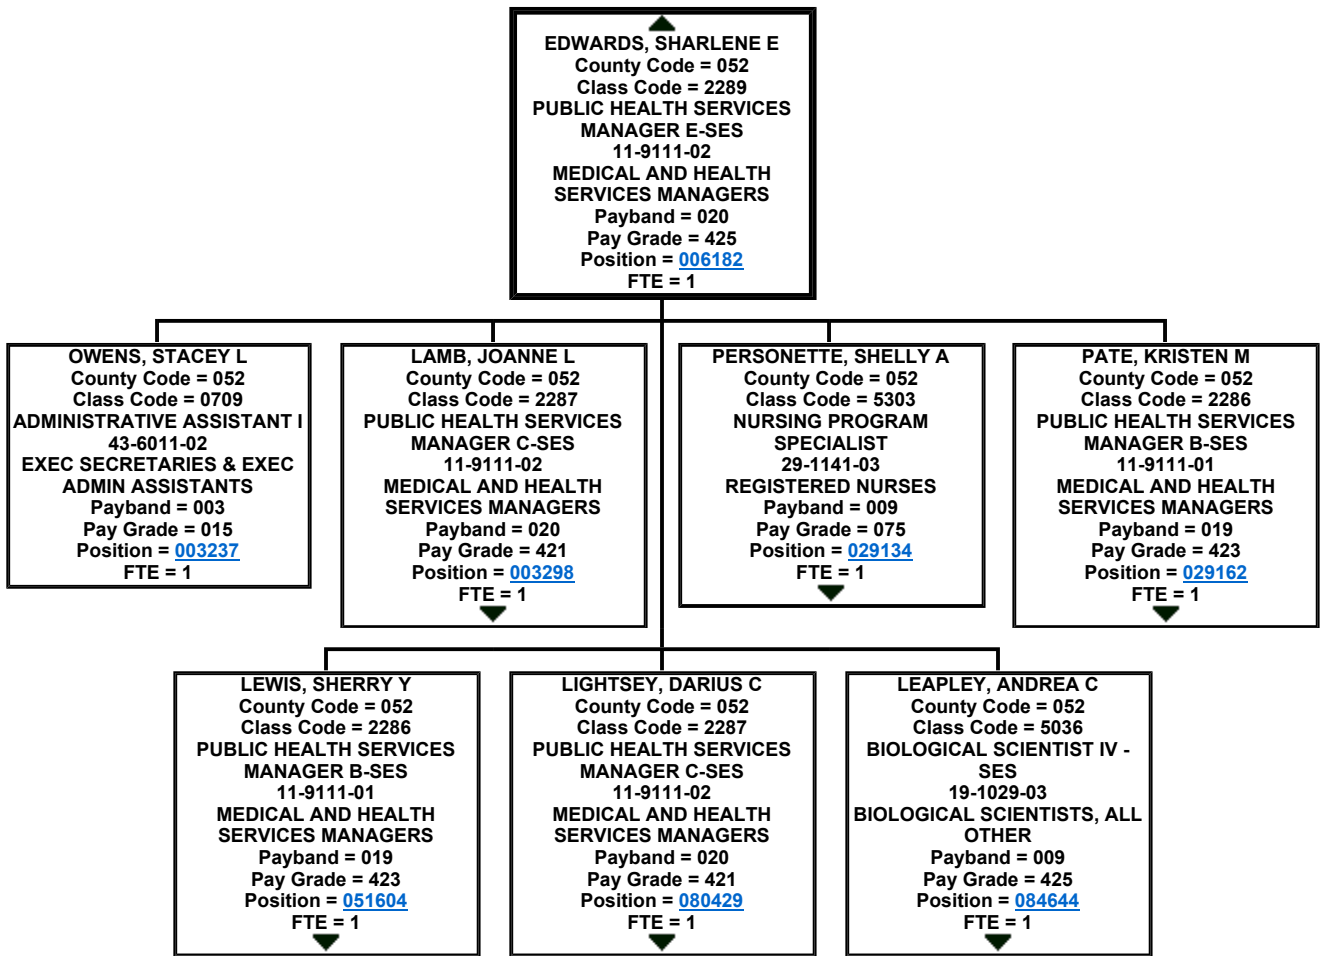 EDWARDS, SHARLENE E
County Code = 052
Class Code = 2289
PUBLIC HEALTH SERVICES
MANAGER E-SES
11-9111-02
MEDICAL AND HEALTH
SERVICES MANAGERS
Payband = 020
Pay Grade = 425
Position = 006182
FTE = 1
OWENS, STACEY L
County Code = 052
Class Code = 0709
ADMINISTRATIVE ASSISTANT I
43-6011-02
EXEC SECRETARIES & EXEC
ADMIN ASSISTANTS
Payband = 003
Pay Grade = 015
Position = 003237
FTE = 1
LAMB, JOANNE L
County Code = 052
Class Code = 2287
PUBLIC HEALTH SERVICES
MANAGER C-SES
11-9111-02
MEDICAL AND HEALTH
SERVICES MANAGERS
Payband = 020
Pay Grade = 421
Position = 003298
FTE = 1
PERSONETTE, SHELLY A
County Code = 052
Class Code = 5303
NURSING PROGRAM
SPECIALIST
29-1141-03
REGISTERED NURSES
Payband = 009
Pay Grade = 075
Position = 029134
FTE = 1
PATE, KRISTEN M
County Code = 052
Class Code = 2286
PUBLIC HEALTH SERVICES
MANAGER B-SES
11-9111-01
MEDICAL AND HEALTH
SERVICES MANAGERS
Payband = 019
Pay Grade = 423
Position = 029162
FTE = 1
LEWIS, SHERRY Y
County Code = 052
Class Code = 2286
PUBLIC HEALTH SERVICES
MANAGER B-SES
11-9111-01
MEDICAL AND HEALTH
SERVICES MANAGERS
Payband = 019
Pay Grade = 423
Position = 051604
FTE = 1
LIGHTSEY, DARIUS C
County Code = 052
Class Code = 2287
PUBLIC HEALTH SERVICES
MANAGER C-SES
11-9111-02
MEDICAL AND HEALTH
SERVICES MANAGERS
Payband = 020
Pay Grade = 421
Position = 080429
FTE = 1
LEAPLEY, ANDREA C
County Code = 052
Class Code = 5036
BIOLOGICAL SCIENTIST IV -
SES
19-1029-03
BIOLOGICAL SCIENTISTS, ALL
OTHER
Payband = 009
Pay Grade = 425
Position = 084644
FTE = 1